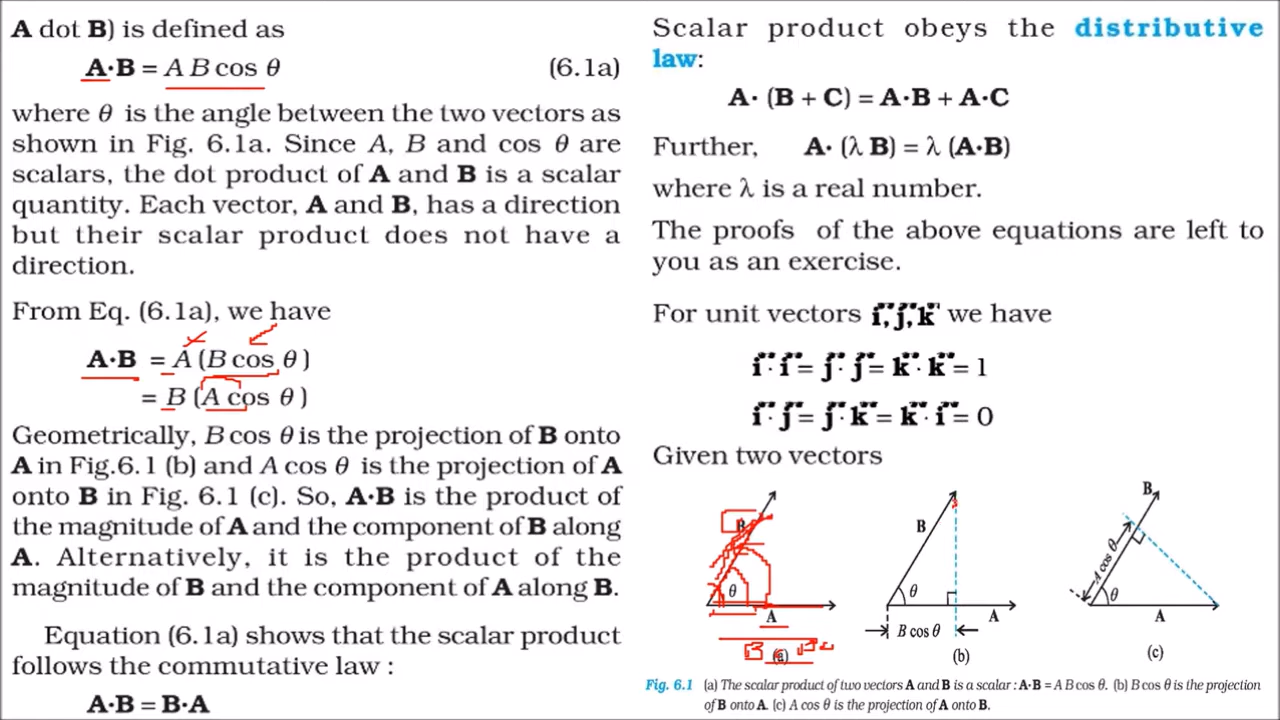 A dot B) is defined as
A·B = A B cos θ (6.1a)
where θ is the angle between the two vectors as
shown in Fig. 6.1a. Since A, B and cos θ are
scalars, the dot product of A and B is a scalar
quantity. Each vector, A and B, has a direction
but their scalar product does not have a
direction.
From Eq. (6.1a), we have
A·B = A (B cos θ )
= B (A cos θ )
Geometrically, B cos θ is the projection of B onto
A in Fig.6.1 (b) and A cos θ is the projection of A
onto B in Fig. 6.1 (c). So, A·B is the product of
the magnitude of A and the component of B along
A. Alternatively, it is the product of the
magnitude of B and the component of A along B.
Equation (6.1a) shows that the scalar product
follows the commutative law :
A·B = B·A
Scalar product obeys the distributive
law:
A· (B + C) = A·B + A·C
Further, A· (λ B) = λ (A·B)
where λ is a real number.
The proofs of the above equations are left to
you as an exercise.
For unit vectors i, j, k we have
i · i = j · j = k · k = 1
i · j = j · k = k · i = 0
Given two vectors
B
θ
A
(a)
B
θ
A
B cos θ
(b)
B
A cos θ
θ
A
(c)
Fig. 6.1 (a) The scalar product of two vectors A and B is a scalar : A·B = A B cos θ. (b) B cos θ is the projection
of B onto A. (c) A cos θ is the projection of A onto B.